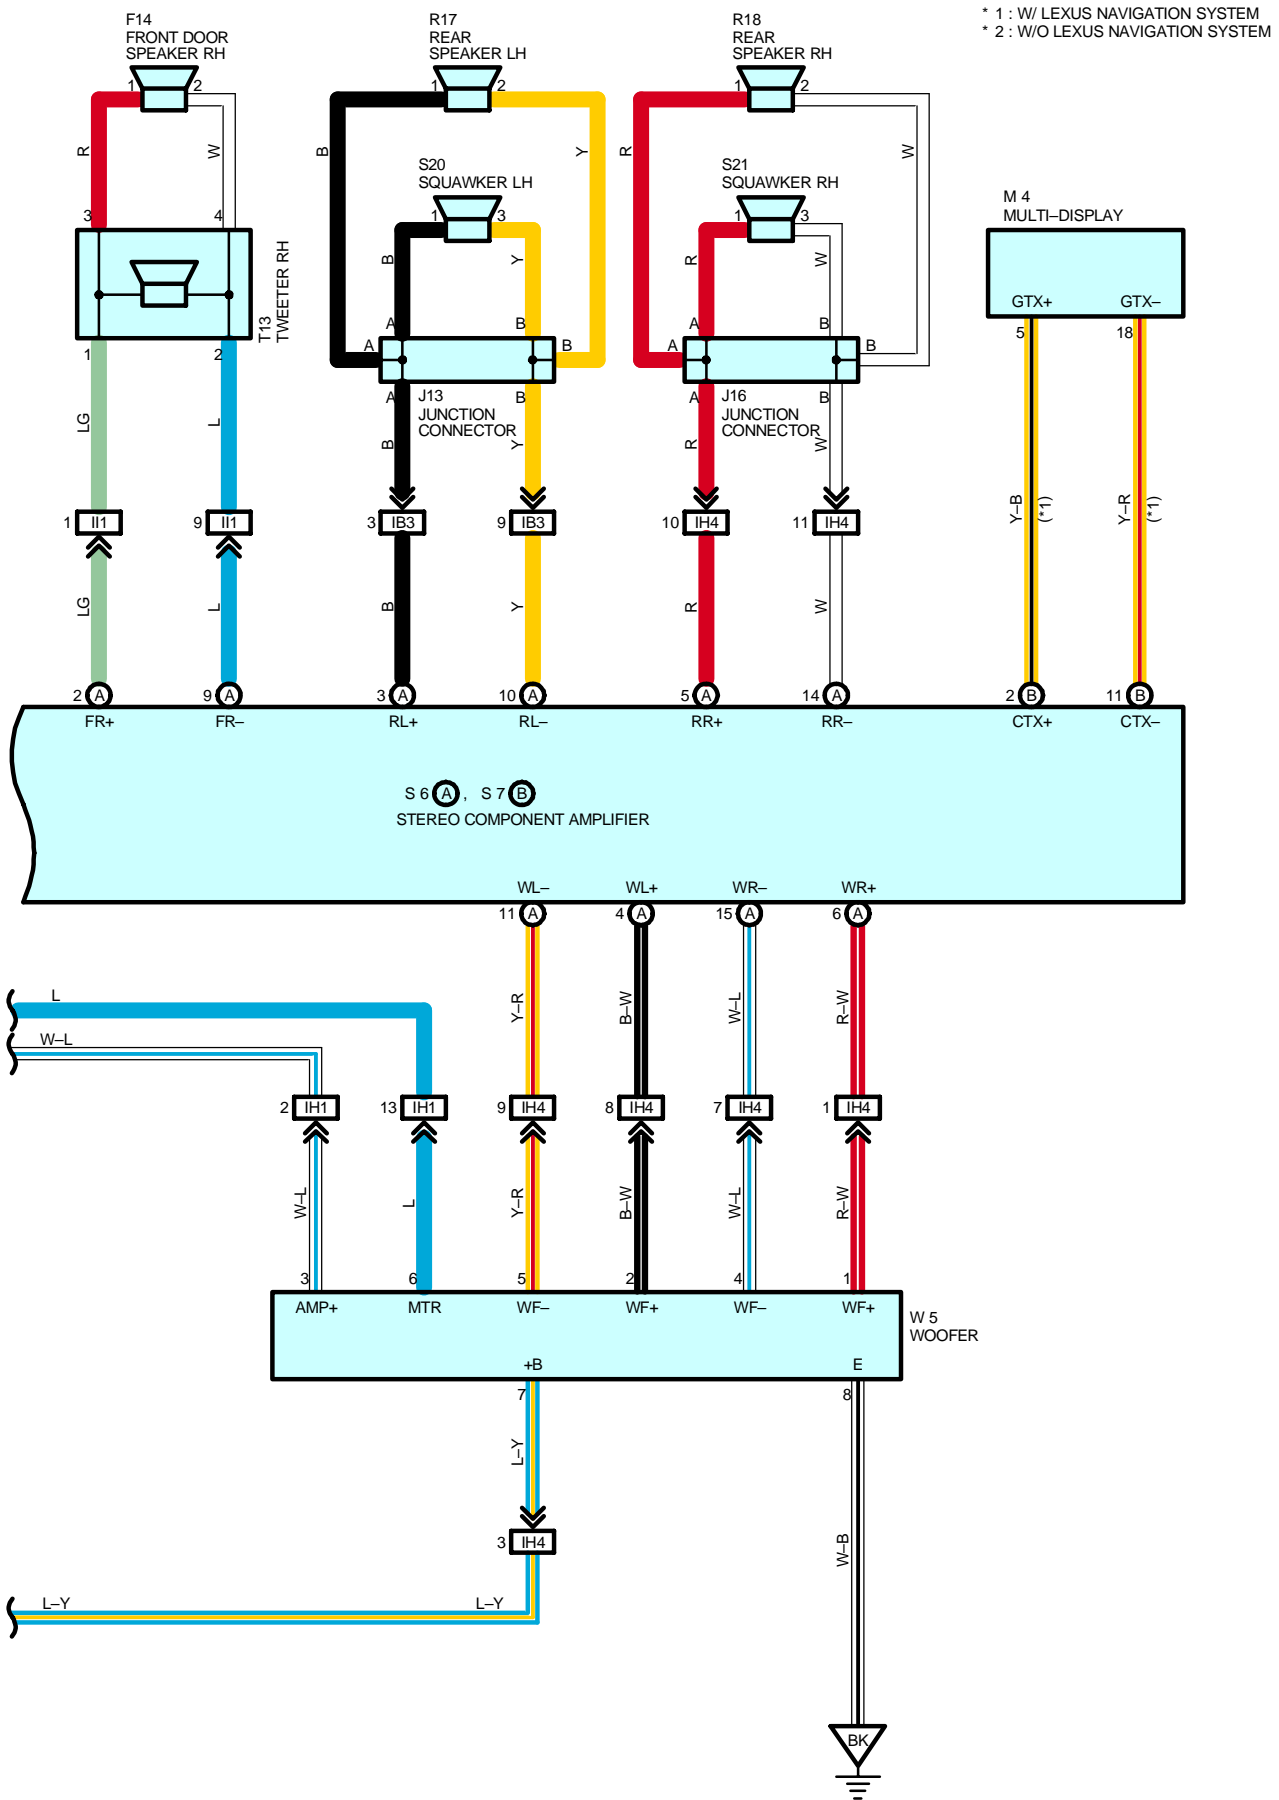 * 1 : W/ LEXUS NAVIGATION SYSTEM
* 2 : W/O LEXUS NAVIGATION SYSTEM
F14
FRONT DOOR
SPEAKER RH
R17
REAR
SPEAKER LH
R18
REAR
SPEAKER RH
1 2 1 2 1 2
R W B Y R W
S20
SQUAWKER LH
S21
SQUAWKER RH
1 3 1 3
B Y R W
M 4
MULTI–DISPLAY
GTX+ GTX–
5 18
3 4
T13
TWEETER RH
1 2
A B A B
A B A B
A B A B
J13
JUNCTION
CONNECTOR
J16
JUNCTION
CONNECTOR
LG L B Y R W
Y–B (*1) Y–R (*1)
1 II1 9 II1 3 IB3 9 IB3 10 IH4 11 IH4
LG L B Y R W
2 A 9 A 3 A 10 A 5 A 14 A 2 B 11 B
FR+ FR– RL+ RL– RR+ RR– CTX+ CTX–
S 6 A , S 7 B
STEREO COMPONENT AMPLIFIER
WL– WL+ WR– WR+
11 A 4 A 15 A 6 A
L
W–L
Y–R B–W W–L R–W
2 IH1 13 IH1 9 IH4 8 IH4 7 IH4 1 IH4
W–L L Y–R B–W W–L R–W
3 6 5 2 4 1
AMP+ MTR WF– WF+ WF– WF+
W 5
WOOFER
+B E
7 8
L–Y
3 IH4
W–B
L–Y L–Y
BK